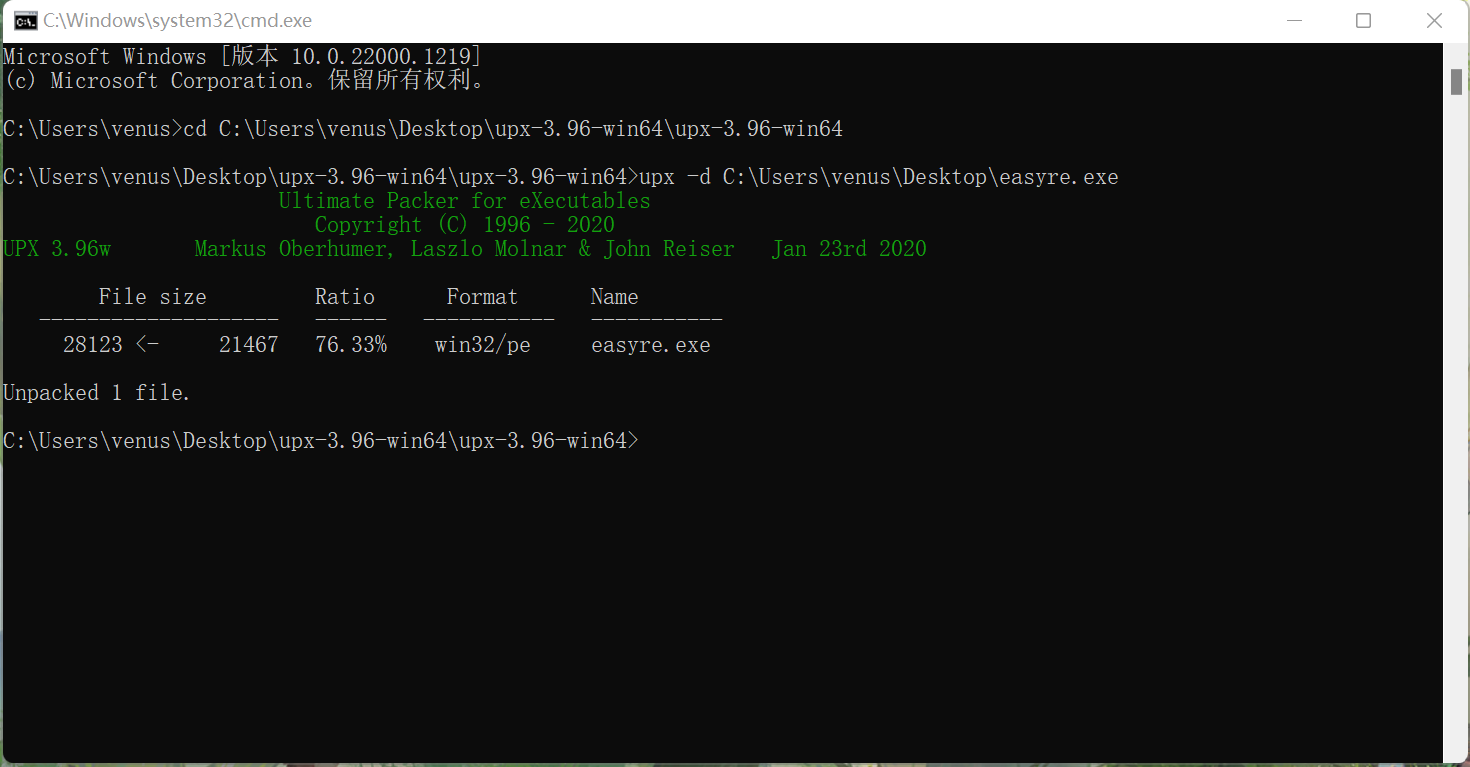 C:\Windows\system32\cmd.exe
Microsoft Windows [版本 10.0.22000.1219]
(c) Microsoft Corporation。保留所有权利。
C:\Users\venus>cd C:\Users\venus\Desktop\upx-3.96-win64\upx-3.96-win64
C:\Users\venus\Desktop\upx-3.96-win64\upx-3.96-win64>upx -d C:\Users\venus\Desktop\easyre.exe
Ultimate Packer for eXecutables
Copyright (C) 1996 - 2020
UPX 3.96w       Markus Oberhumer, Laszlo Molnar & John Reiser   Jan 23rd 2020
File size         Ratio      Format      Name
--------------------   ------   -----------   -----------
28123 <-     21467   76.33%    win32/pe     easyre.exe
Unpacked 1 file.
C:\Users\venus\Desktop\upx-3.96-win64\upx-3.96-win64>